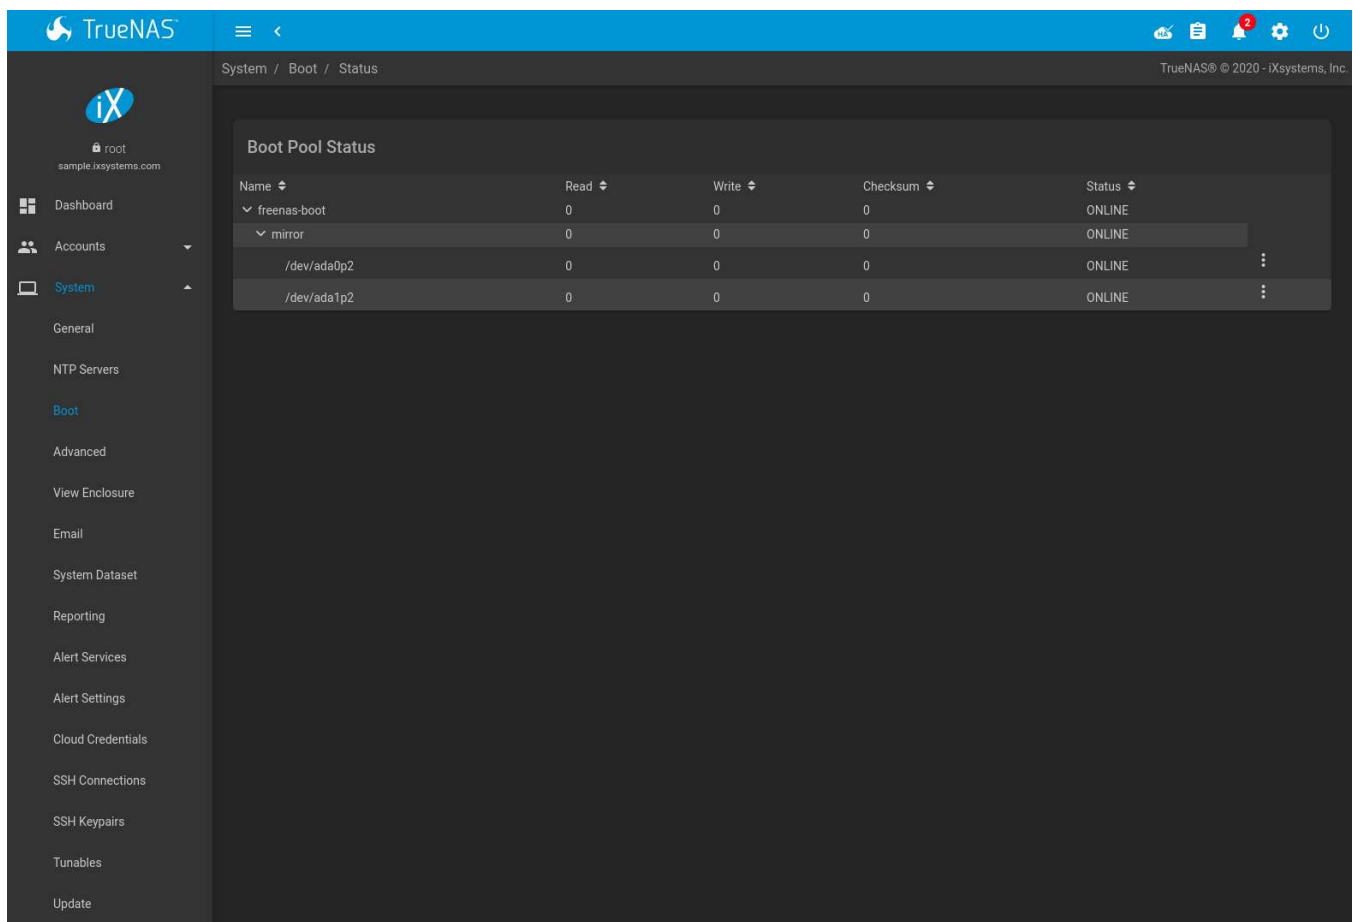 TrueNAS
HA
2
System / Boot / Status
TrueNAS® © 2020 - iXsystems, Inc.
iX
root
sample.ixsystems.com
Boot Pool Status
Name Read Write Checksum Status
freenas-boot 0 0 0 ONLINE
mirror 0 0 0 ONLINE
/dev/ada0p2 0 0 0 ONLINE
/dev/ada1p2 0 0 0 ONLINE
Dashboard
Accounts
System
General
NTP Servers
Boot
Advanced
View Enclosure
Email
System Dataset
Reporting
Alert Services
Alert Settings
Cloud Credentials
SSH Connections
SSH Keypairs
Tunables
Update